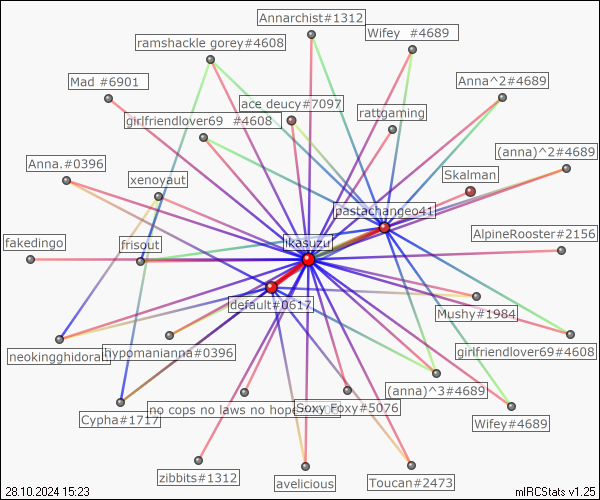 Annarchist#1312
Wifey #4689
ramshackle gorey#4608
Mad #6901
Anna^2#4689
ace deucy#7097
rattgaming
girlfriendlover69 #4608
(anna)^2#4689
Anna.#0396
xenoyaut
Skalman
pastachangeo41
AlpineRooster#2156
fakedingo
frisout
ikasuzu
default#0617
Mushy#1984
neokingghidorah
hypomanianna#0396
girlfriendlover69#4608
(anna)^3#4689
no cops no laws no hope
Soxy Foxy#5076
Cypha#1717
Wifey#4689
zibbits#1312
avelicious
Toucan#2473
28.10.2024 15:23
mIRCStats v1.25